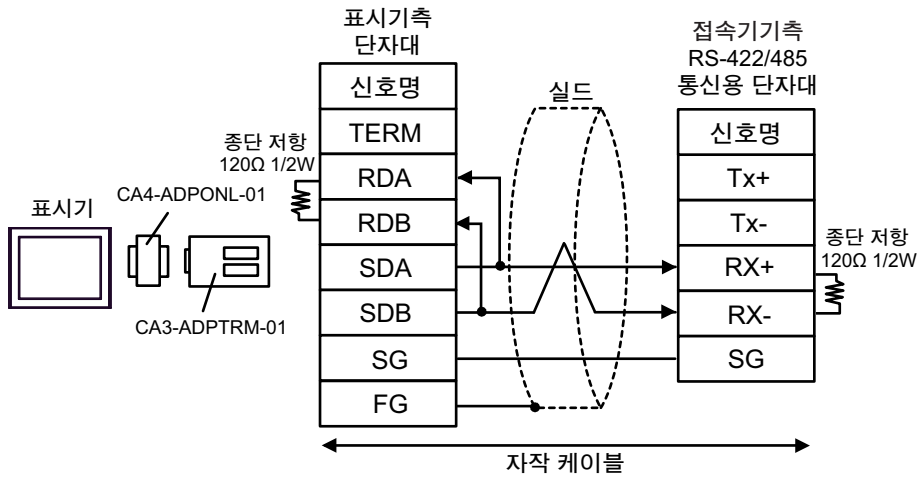 표시기측
단자대
신호명
TERM
RDA
RDB
SDA
SDB
SG
FG
종단 저항
120Ω 1/2W
표시기
CA4-ADPONL-01
CA3-ADPTRM-01
실드
접속기기측
RS-422/485
통신용 단자대
신호명
Tx+
Tx-
RX+
RX-
SG
종단 저항
120Ω 1/2W
자작 케이블